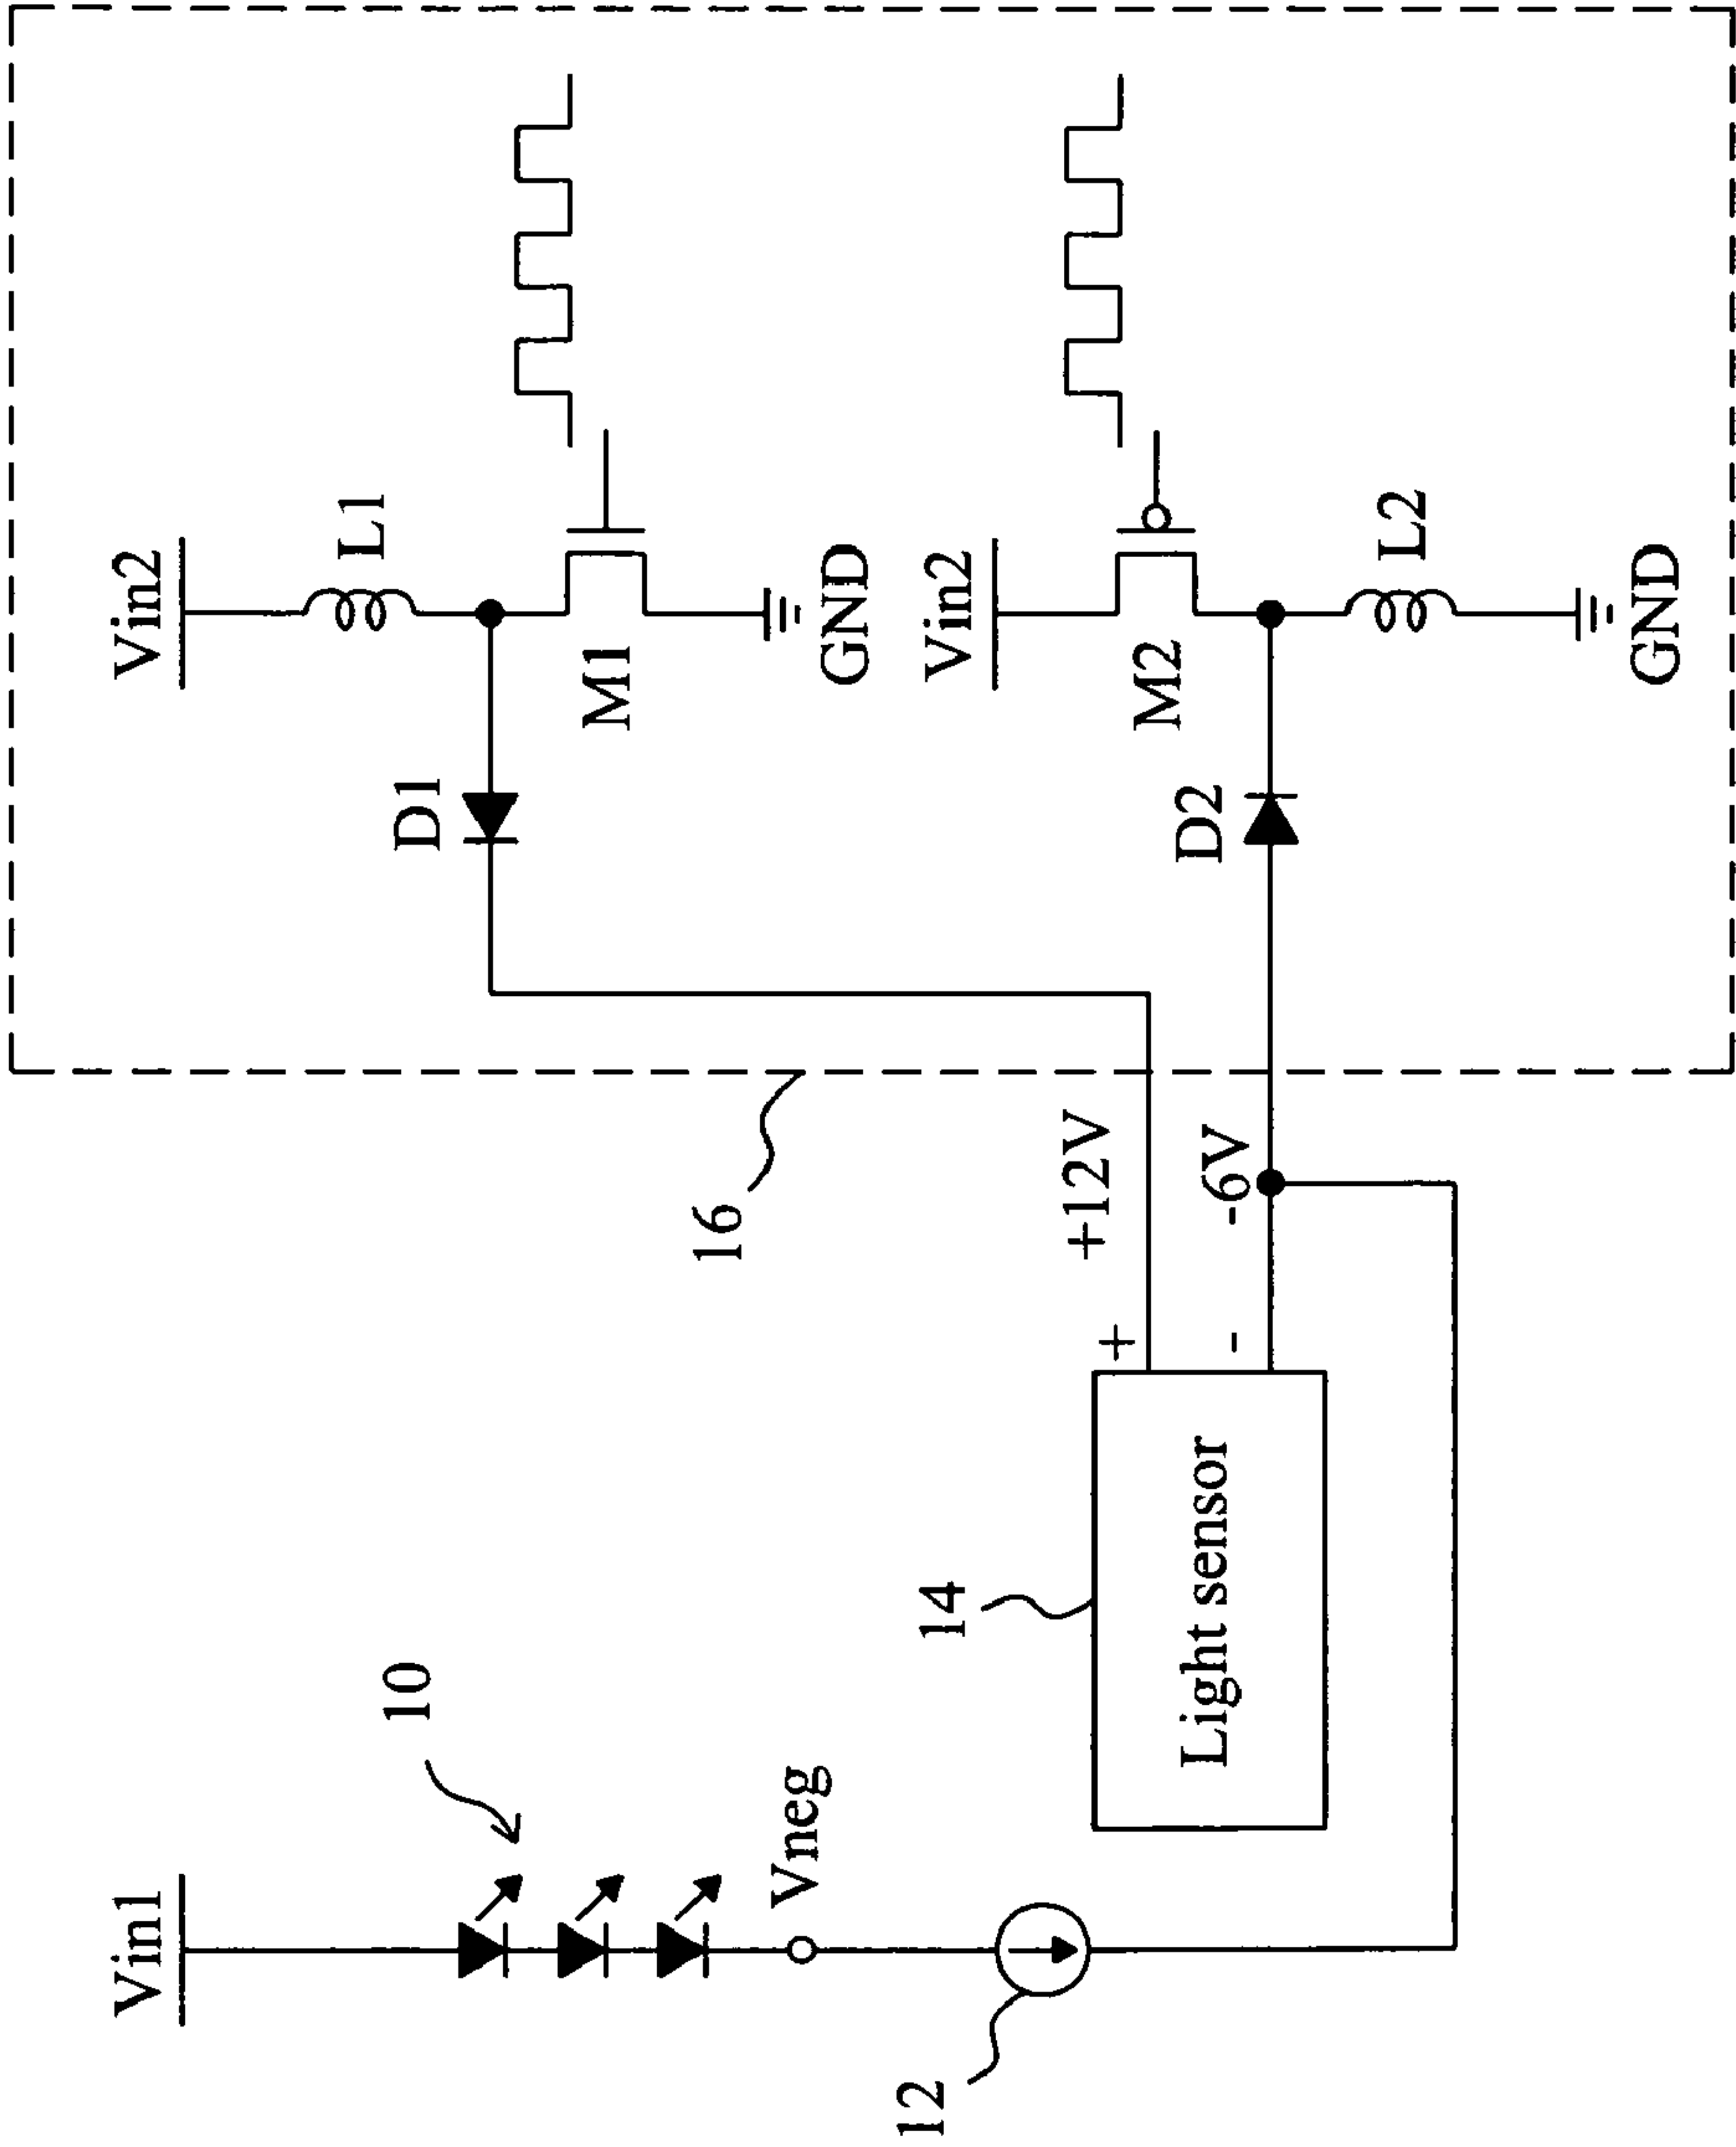 Vin1
10
Vneg
12
14
Light sensor
+
-
+12V
-6V
16
Vin2
L1
D1
M1
GND
Vin2
M2
D2
L2
GND